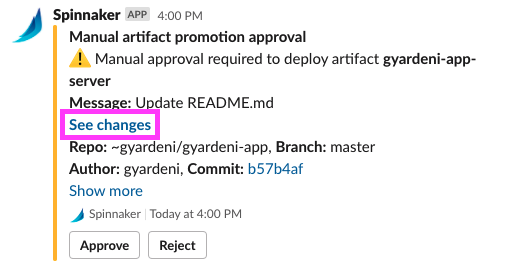 Spinnaker APP 4:00 PM
Manual artifact promotion approval
⚠️ Manual approval required to deploy artifact gyardeni-app-
server
Message: Update README.md
See changes
Repo: ~gyardeni/gyardeni-app, Branch: master
Author: gyardeni, Commit: b57b4af
Show more
Spinnaker | Today at 4:00 PM
Approve Reject